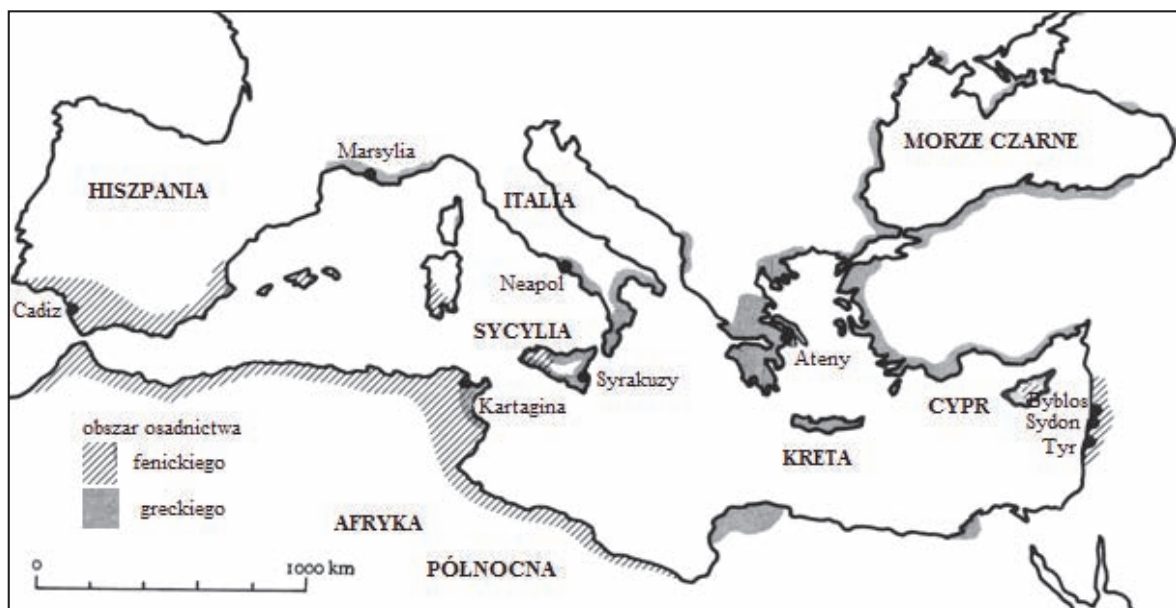 MORZE CZARNE
Marsylia
HISZPANIA
ITALIA
Neapol
Cadiz
SYCYLIA
Ateny
Syrakuzy
Kartagina
CYPR
Byblos
Sydon
Tyr
KRETA
obszar osadnictwa
fenickiego
greckiego
AFRYKA
PÓŁNOCNA
0 1000 km